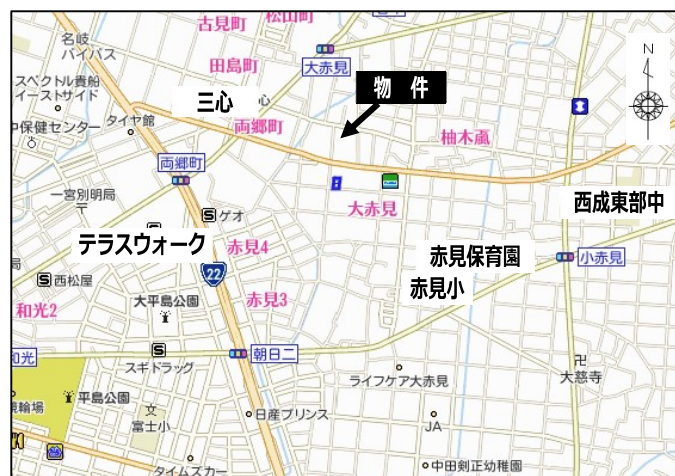 古見町
松山町
名岐
バイパス
田島町
大赤見
物 件
N
スペクトル貴船
イーストサイド
三心
心
両郷町
柚木颪
中保健センター
タイヤ館
両郷町
一宮別明局
S ゲオ
大赤見
西成東部中
テラスウォーク
赤見4
赤見保育園
小赤見
22
赤見小
局
S 西松屋
和光2
大平島公園
赤見3
和光
朝日二
S
スギドラッグ
ライフケア大赤見
大慈寺
平島公園
競輪場
文
富士小
日産プリンス
JA
タイムズカー
中田剣正幼稚園